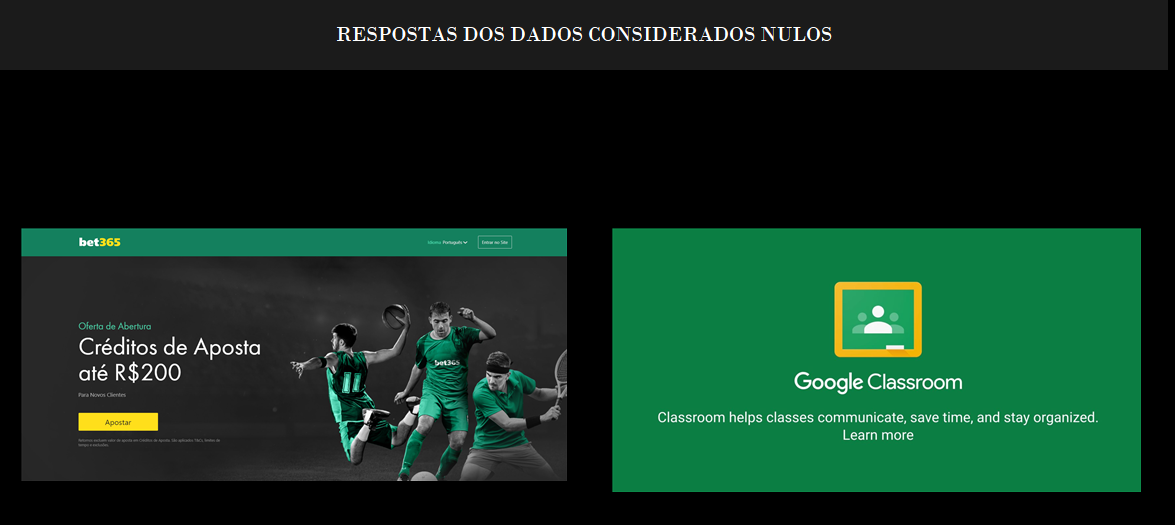 RESPOSTAS DOS DADOS CONSIDERADOS NULOS
bet365
Idioma: Português
Entrar no Site
Oferta de Abertura
Créditos de Aposta
até R$200
Para Novos Clientes
Apostar
11
bet365
Google Classroom
Classroom helps classes communicate, save time, and stay organized.
Learn more